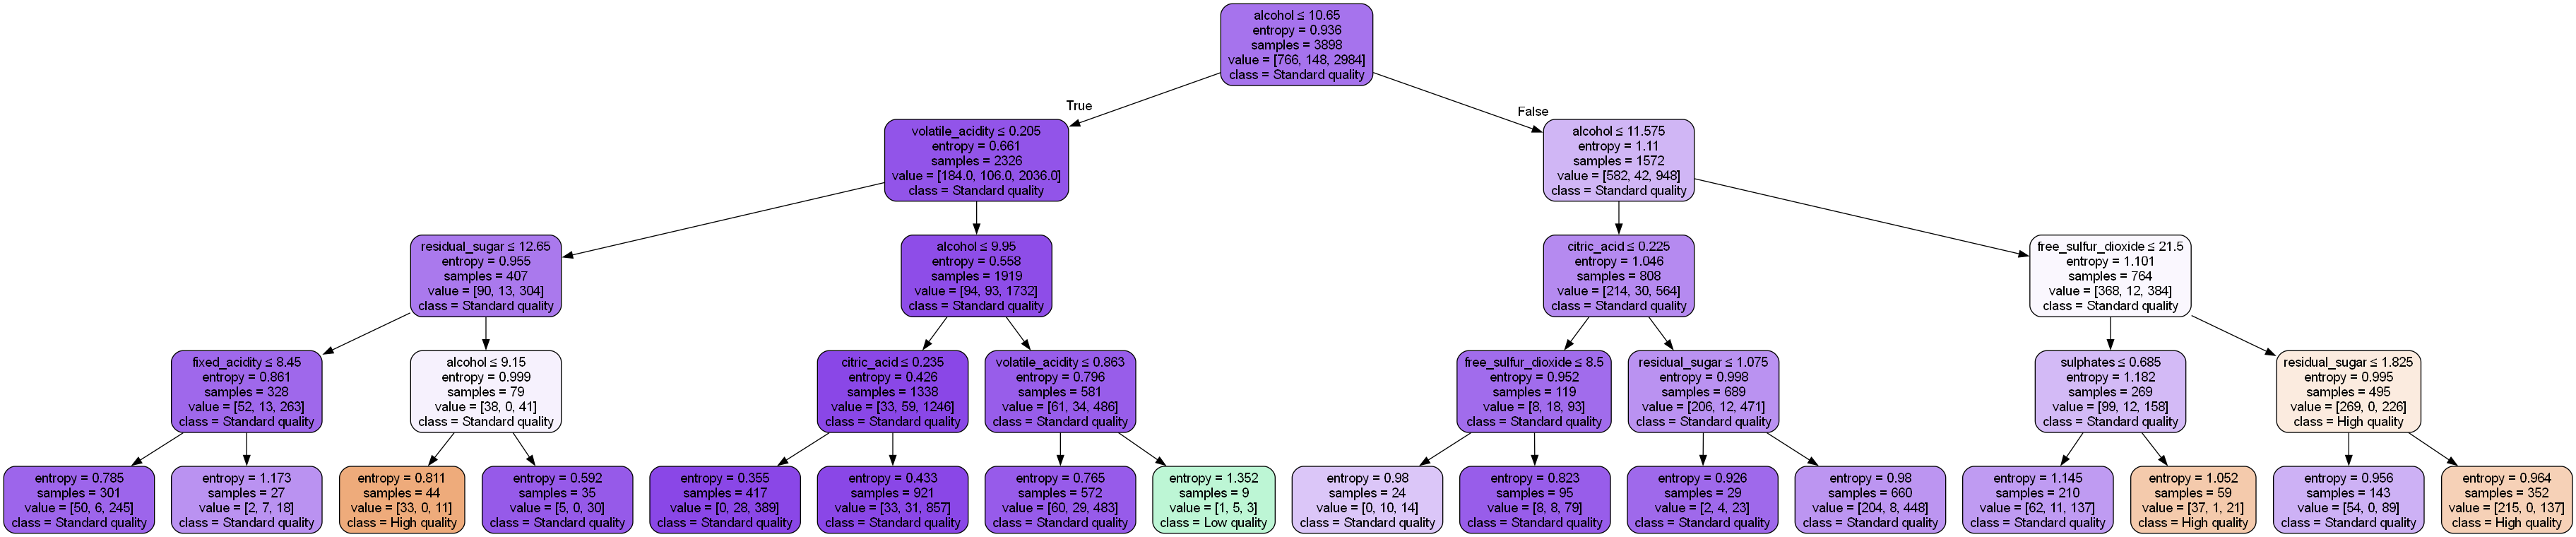 alcohol ≤ 10.65
entropy = 0.936
samples = 3898
value = [766, 148, 2984]
class = Standard quality
True
False
volatile_acidity ≤ 0.205
entropy = 0.661
samples = 2326
value = [184.0, 106.0, 2036.0]
class = Standard quality
alcohol ≤ 11.575
entropy = 1.11
samples = 1572
value = [582, 42, 948]
class = Standard quality
residual_sugar ≤ 12.65
entropy = 0.955
samples = 407
value = [90, 13, 304]
class = Standard quality
alcohol ≤ 9.95
entropy = 0.558
samples = 1919
value = [94, 93, 1732]
class = Standard quality
citric_acid ≤ 0.225
entropy = 1.046
samples = 808
value = [214, 30, 564]
class = Standard quality
free_sulfur_dioxide ≤ 21.5
entropy = 1.101
samples = 764
value = [368, 12, 384]
class = Standard quality
fixed_acidity ≤ 8.45
entropy = 0.861
samples = 328
value = [52, 13, 263]
class = Standard quality
alcohol ≤ 9.15
entropy = 0.999
samples = 79
value = [38, 0, 41]
class = Standard quality
citric_acid ≤ 0.235
entropy = 0.426
samples = 1338
value = [33, 59, 1246]
class = Standard quality
volatile_acidity ≤ 0.863
entropy = 0.796
samples = 581
value = [61, 34, 486]
class = Standard quality
free_sulfur_dioxide ≤ 8.5
entropy = 0.952
samples = 119
value = [8, 18, 93]
class = Standard quality
residual_sugar ≤ 1.075
entropy = 0.998
samples = 689
value = [206, 12, 471]
class = Standard quality
sulphates ≤ 0.685
entropy = 1.182
samples = 269
value = [99, 12, 158]
class = Standard quality
residual_sugar ≤ 1.825
entropy = 0.995
samples = 495
value = [269, 0, 226]
class = High quality
entropy = 0.785
samples = 301
value = [50, 6, 245]
class = Standard quality
entropy = 1.173
samples = 27
value = [2, 7, 18]
class = Standard quality
entropy = 0.811
samples = 44
value = [33, 0, 11]
class = High quality
entropy = 0.592
samples = 35
value = [5, 0, 30]
class = Standard quality
entropy = 0.355
samples = 417
value = [0, 28, 389]
class = Standard quality
entropy = 0.433
samples = 921
value = [33, 31, 857]
class = Standard quality
entropy = 0.765
samples = 572
value = [60, 29, 483]
class = Standard quality
entropy = 1.352
samples = 9
value = [1, 5, 3]
class = Low quality
entropy = 0.98
samples = 24
value = [0, 10, 14]
class = Standard quality
entropy = 0.823
samples = 95
value = [8, 8, 79]
class = Standard quality
entropy = 0.926
samples = 29
value = [2, 4, 23]
class = Standard quality
entropy = 0.98
samples = 660
value = [204, 8, 448]
class = Standard quality
entropy = 1.145
samples = 210
value = [62, 11, 137]
class = Standard quality
entropy = 1.052
samples = 59
value = [37, 1, 21]
class = High quality
entropy = 0.956
samples = 143
value = [54, 0, 89]
class = Standard quality
entropy = 0.964
samples = 352
value = [215, 0, 137]
class = High quality